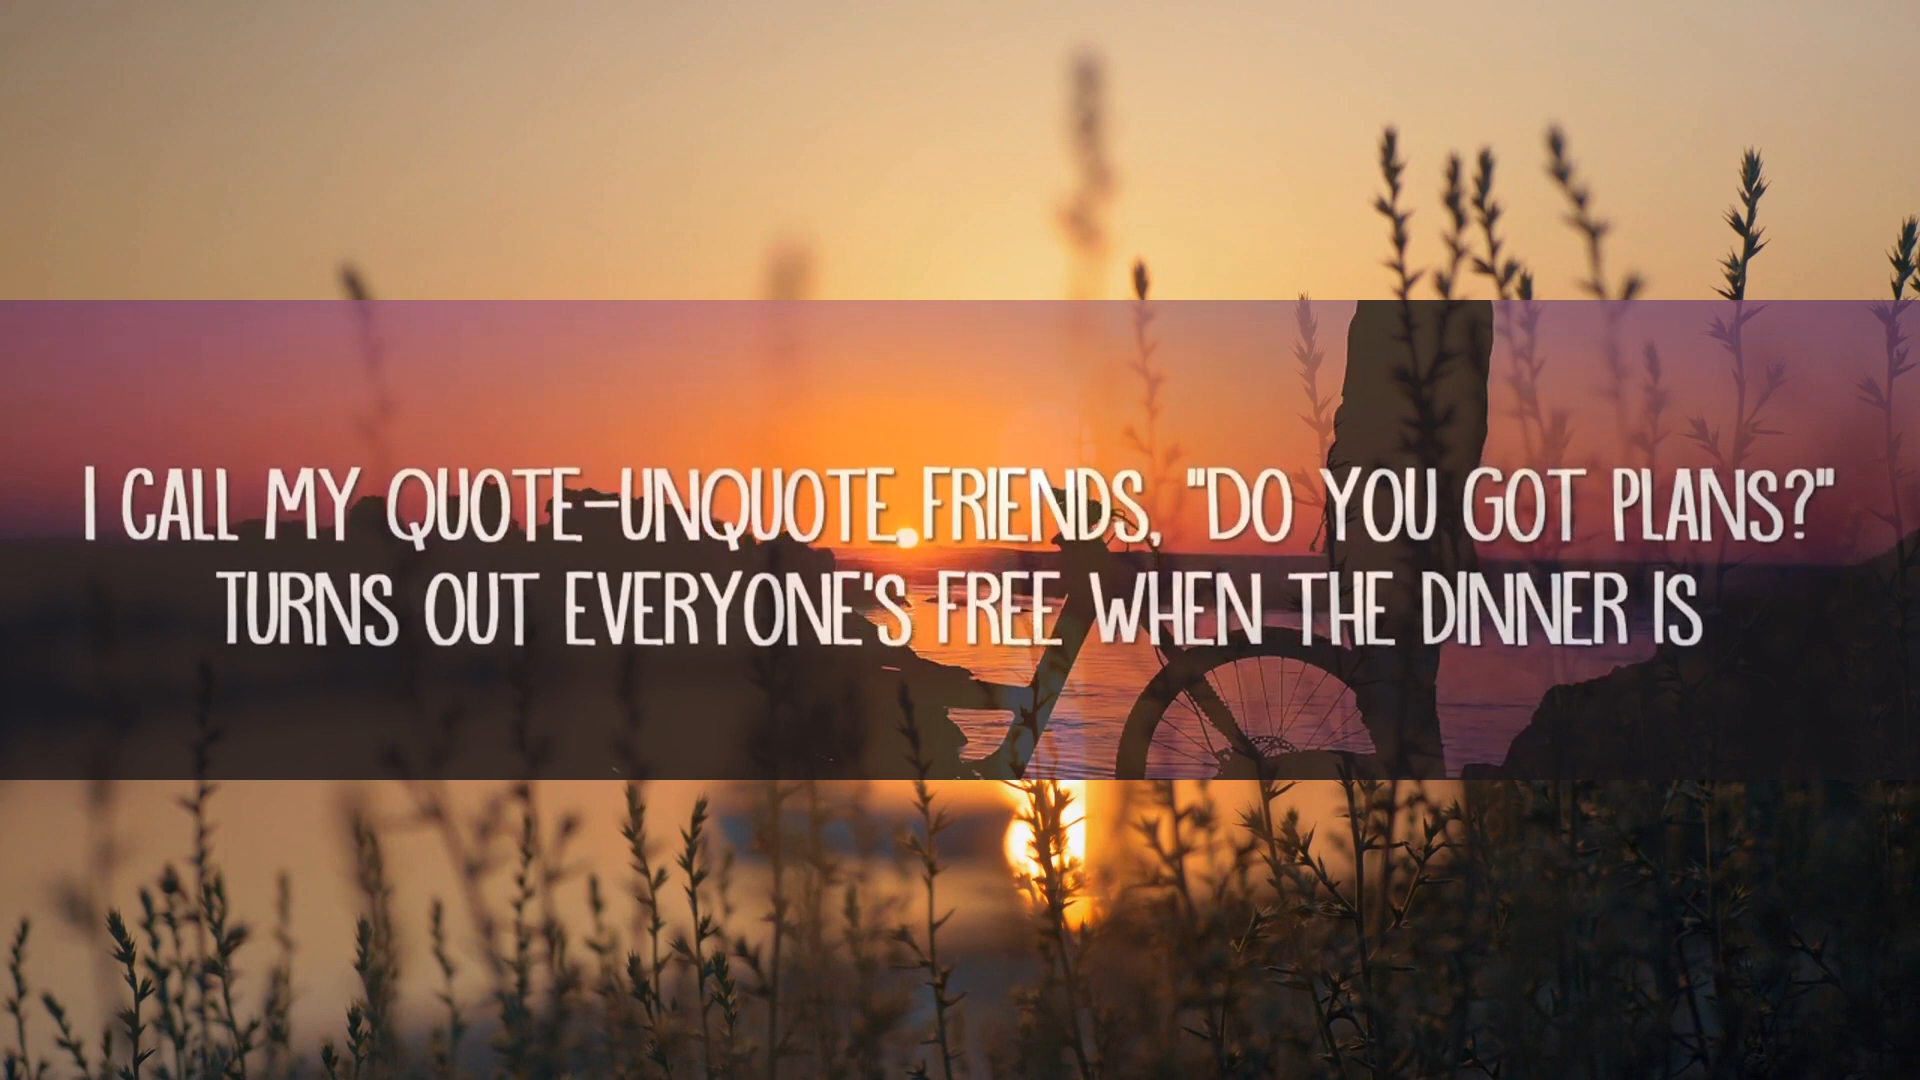 I CALL MY QUOTE-UNQUOTE FRIENDS, "DO YOU GOT PLANS?"
TURNS OUT EVERYONE'S FREE WHEN THE DINNER IS